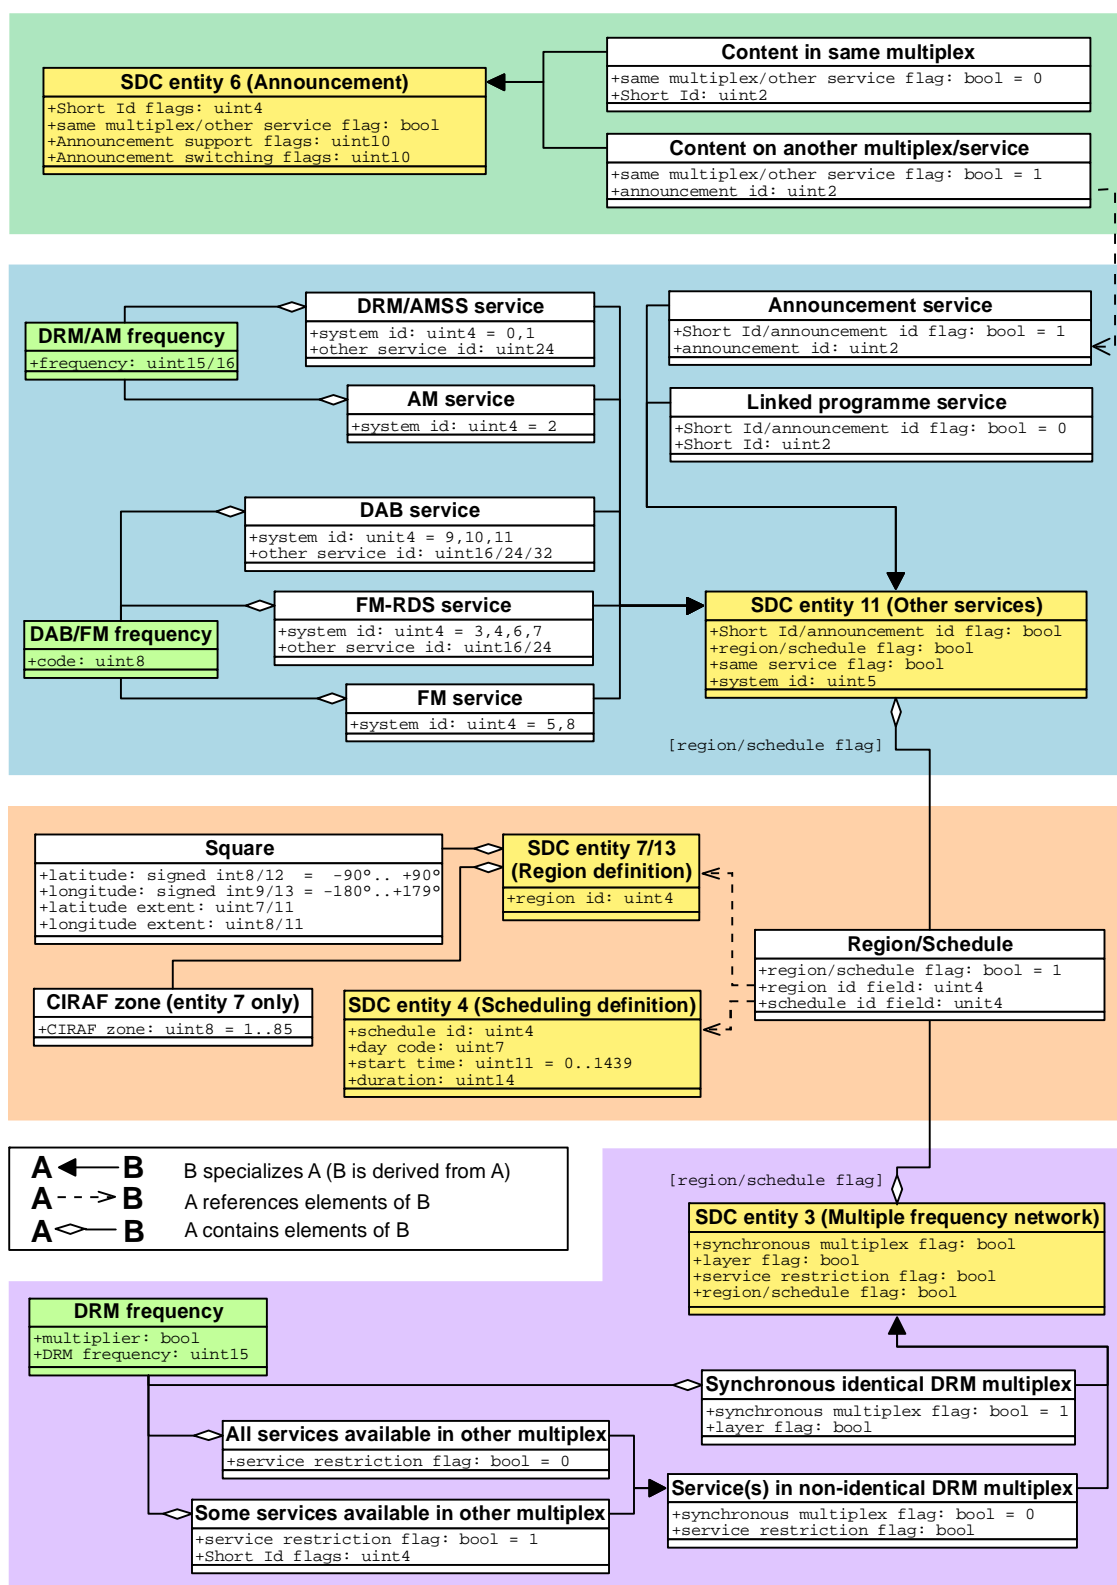 SDC entity 6 (Announcement)
+Short Id flags: uint4
+same multiplex/other service flag: bool
+Announcement support flags: uint10
+Announcement switching flags: uint10
Content in same multiplex
+same multiplex/other service flag: bool = 0
+Short Id: uint2
Content on another multiplex/service
+same multiplex/other service flag: bool = 1
+announcement id: uint2
DRM/AM frequency
+frequency: uint15/16
DRM/AMSS service
+system id: uint4 = 0,1
+other service id: uint24
AM service
+system id: uint4 = 2
Announcement service
+Short Id/announcement id flag: bool = 1
+announcement id: uint2
Linked programme service
+Short Id/announcement id flag: bool = 0
+Short Id: uint2
DAB service
+system id: unit4 = 9,10,11
+other service id: uint16/24/32
DAB/FM frequency
+code: uint8
FM-RDS service
+system id: uint4 = 3,4,6,7
+other service id: uint16/24
FM service
+system id: uint4 = 5,8
SDC entity 11 (Other services)
+Short Id/announcement id flag: bool
+region/schedule flag: bool
+same service flag: bool
+system id: uint5
[region/schedule flag]
Square
+latitude: signed int8/12 = -90°.. +90°
+longitude: signed int9/13 = -180°.. +179°
+latitude extent: uint7/11
+longitude extent: uint8/11
SDC entity 7/13
(Region definition)
+region id: uint4
CIRAF zone (entity 7 only)
+CIRAF zone: uint8 = 1..85
SDC entity 4 (Scheduling definition)
+schedule id: uint4
+day code: uint7
+start time: uint11 = 0..1439
+duration: uint14
Region/Schedule
+region/schedule flag: bool = 1
+region id field: uint4
+schedule id field: unit4
A B B specializes A (B is derived from A)
A B A references elements of B
A B A contains elements of B
[region/schedule flag]
SDC entity 3 (Multiple frequency network)
+synchronous multiplex flag: bool
+layer flag: bool
+service restriction flag: bool
+region/schedule flag: bool
DRM frequency
+multiplier: bool
+DRM frequency: uint15
Synchronous identical DRM multiplex
+synchronous multiplex flag: bool = 1
+layer flag: bool
All services available in other multiplex
+service restriction flag: bool = 0
Some services available in other multiplex
+service restriction flag: bool = 1
+Short Id flags: uint4
Service(s) in non-identical DRM multiplex
+synchronous multiplex flag: bool = 0
+service restriction flag: bool